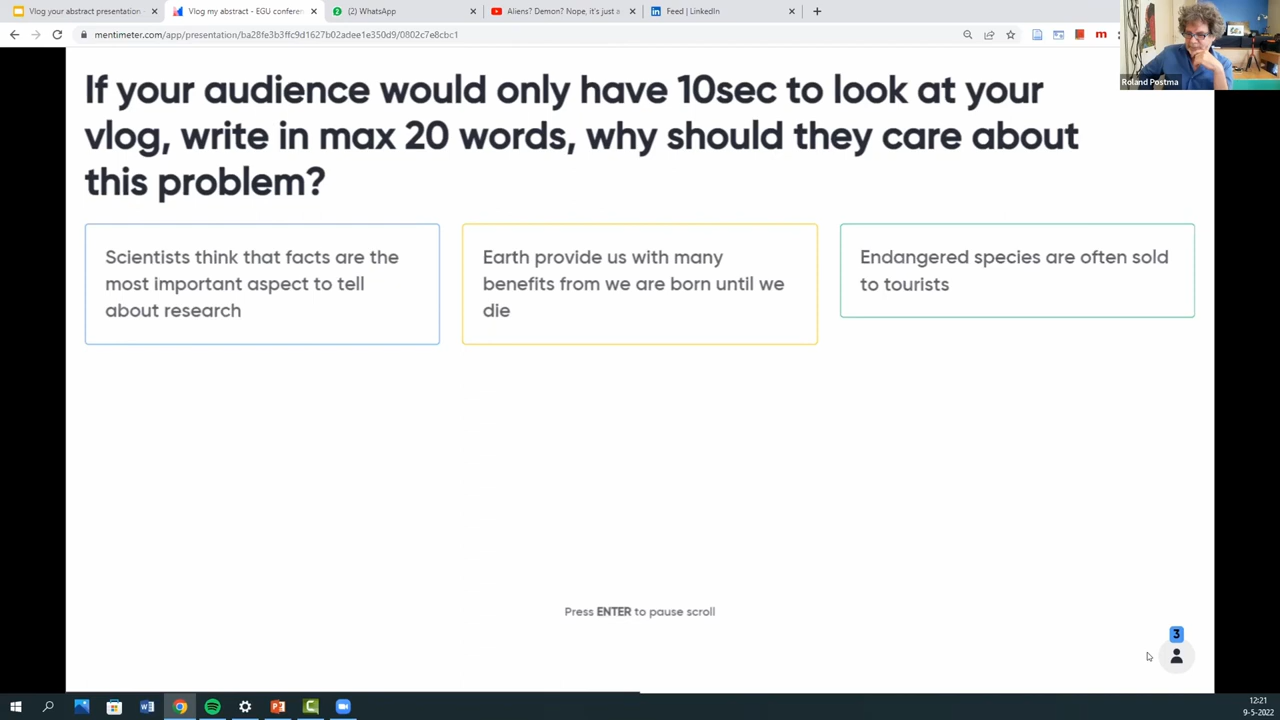 Vlog your abstract presentation -
Vlog my abstract - EGU conferen
(2) WhatsApp
Aliens? Demon? Nope, it's just a
Feed | LinkedIn
mentimeter.com/app/presentation/ba28fe3b3ffc9d1627b02adee1e350d9/0802c7e8cbc1
Roland Postma
If your audience would only have 10sec to look at your
vlog, write in max 20 words, why should they care about
this problem?
Scientists think that facts are the
most important aspect to tell
about research
Earth provide us with many
benefits from we are born until we
die
Endangered species are often sold
to tourists
Press ENTER to pause scroll
3
12:21
9-5-2022